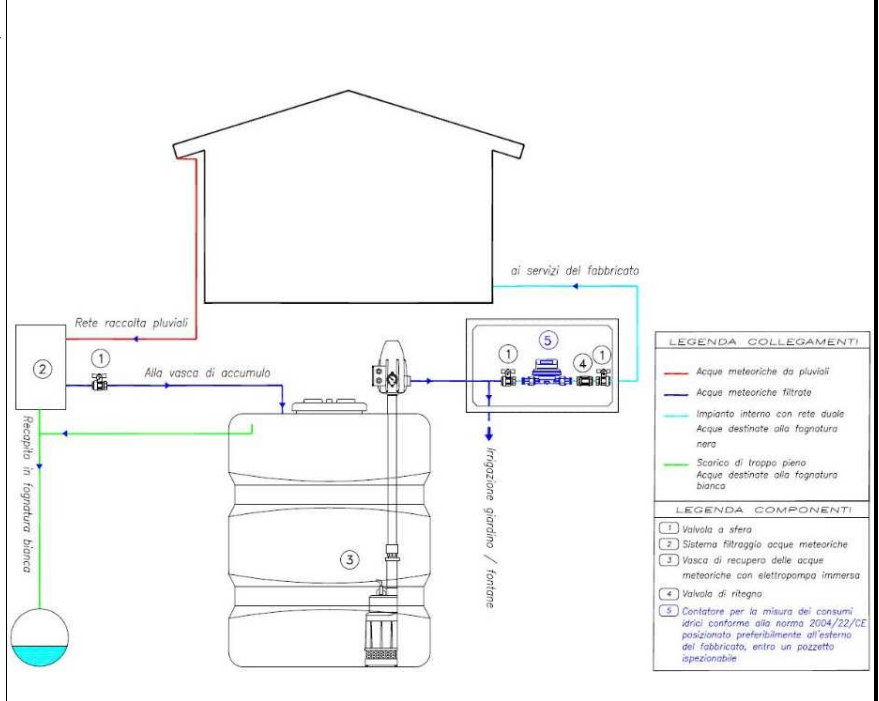 ai servizi del fabbricato
Rete raccolta pluviali
1
5
1
4
1
2
Alla vasca di accumulo
Recapito in fognatura bianca
3
Irrigazione giardino / fontane
LEGENDA COLLEGAMENTI
Acque meteoriche da pluviali
Acque meteoriche filtrate
Impianto interno con rete duale
Acque destinate alla fognatura
nera
Scarico di troppo pieno
Acque destinate alla fognatura
bianca
LEGENDA COMPONENTI
1 Valvola a sfera
2 Sistema filtraggio acque meteoriche
3 Vasca di recupero delle acque
meteoriche con elettropompa immersa
4 Valvola di ritegno
5 Contatore per la misura dei consumi
idrici conforme alla norma 2004/22/CE
posizionato preferibilmente all'esterno
del fabbricato, entro un pozzetto
ispezionabile